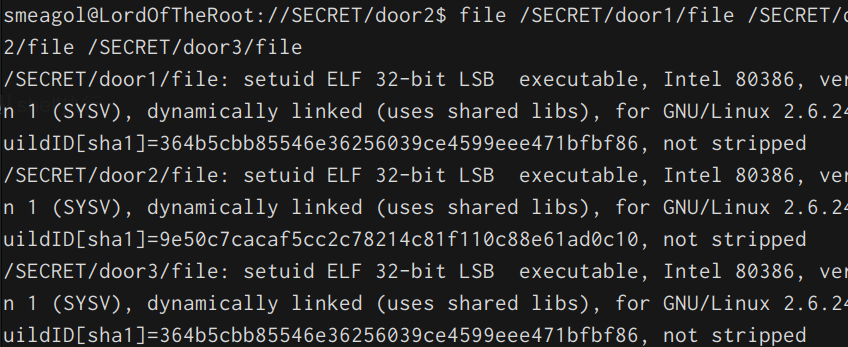 smeagol@LordOfTheRoot://SECRET/door2$ file /SECRET/door1/file /SECRET/d
2/file /SECRET/door3/file
/SECRET/door1/file: setuid ELF 32-bit LSB  executable, Intel 80386, ver
n 1 (SYSV), dynamically linked (uses shared libs), for GNU/Linux 2.6.24
uildID[sha1]=364b5cbb85546e36256039ce4599eee471bfbf86, not stripped
/SECRET/door2/file: setuid ELF 32-bit LSB  executable, Intel 80386, ver
n 1 (SYSV), dynamically linked (uses shared libs), for GNU/Linux 2.6.24
uildID[sha1]=9e50c7cacaf5cc2c78214c81f110c88e61ad0c10, not stripped
/SECRET/door3/file: setuid ELF 32-bit LSB  executable, Intel 80386, ver
n 1 (SYSV), dynamically linked (uses shared libs), for GNU/Linux 2.6.24
uildID[sha1]=364b5cbb85546e36256039ce4599eee471bfbf86, not stripped